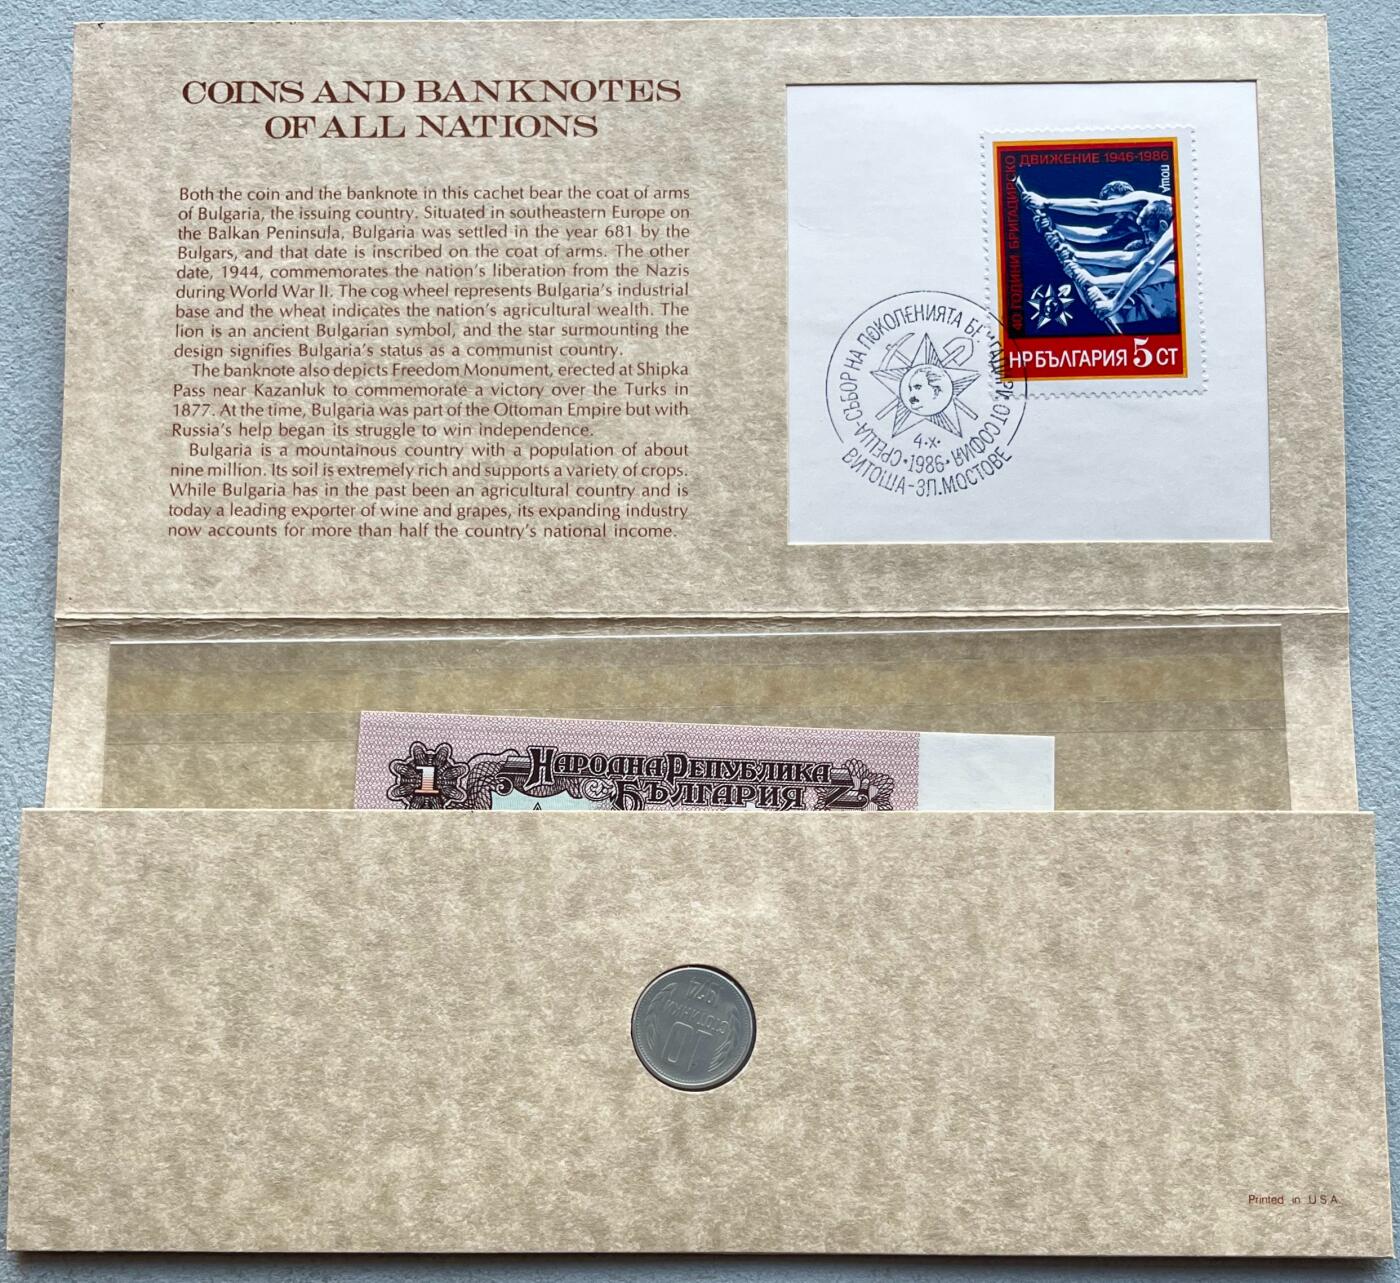 COINS AND BANKNOTES
OF ALL NATIONS
Both the coin and the banknote in this cachet bear the coat of arms
of Bulgaria, the issuing country. Situated in southeastern Europe on
the Balkan Peninsula, Bulgaria was settled in the year 681 by the
Bulgars, and that date is inscribed on the coat of arms. The other
date, 1944, commemorates the nation's liberation from the Nazis
during World War II. The cog wheel represents Bulgaria's industrial
base and the wheat indicates the nation's agricultural wealth. The
lion is an ancient Bulgarian symbol, and the star surmounting the
design signifies Bulgaria's status as a communist country.
The banknote also depicts Freedom Monument, erected at Shipka
Pass near Kazanluk to commemorate a victory over the Turks in
1877. At the time, Bulgaria was part of the Ottoman Empire but with
Russia's help began its struggle to win independence.
Bulgaria is a mountainous country with a population of about
nine million. Its soil is extremely rich and supports a variety of crops.
While Bulgaria has in the past been an agricultural country and is
today a leading exporter of wine and grapes, its expanding industry
now accounts for more than half the country's national income.
40 ГОДИНИ БРИГАДИРСКО
ДВИЖЕНИЕ 1946-1986
ПОЩА
НР БЪЛГАРИЯ 5 СТ
СРЕЩА-СЪБОР НА ПОКОЛЕНИЯТА ОТ СОФИЯ
4·X·
·1986·
ВИТОША-ЗЛ.МОСТОВЕ
1
НАРОДНА РЕПУБЛИКА
БЪЛГАРИЯ
10
СТОТИНКИ
1974
Printed in U S A.